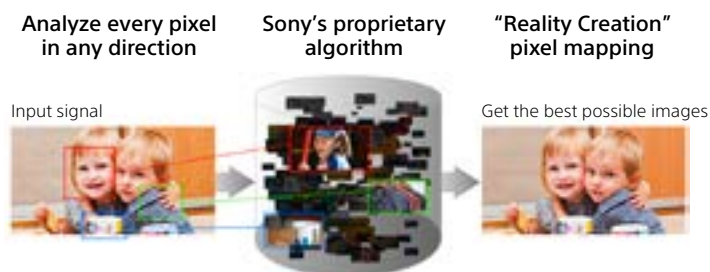 Analyze every pixel
in any direction
Sony’s proprietary
algorithm
“Reality Creation”
pixel mapping
Input signal
Get the best possible images